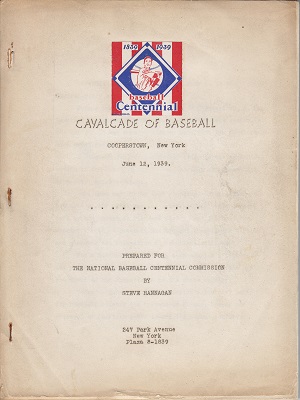 1839 1939
baseball
Centennial
CAVALCADE OF BASEBALL
COOPERSTOWN, New York
June 12, 1939.
. . . . . . . . . . .
PREPARED FOR
THE NATIONAL BASEBALL CENTENNIAL COMMISSION
BY
STEVE HANNAGAN
247 Park Avenue
New York
Plaza 8-1839